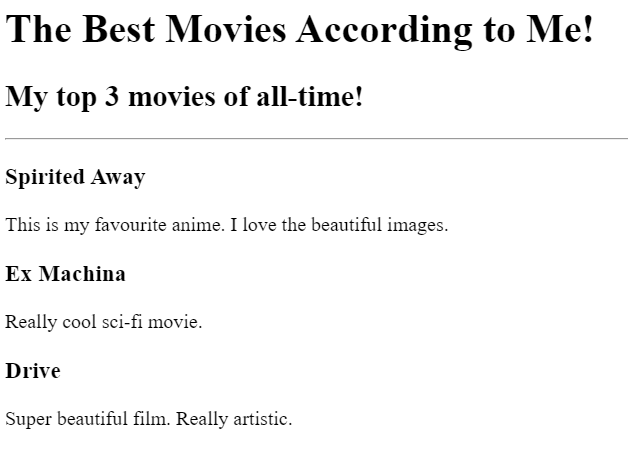 The Best Movies According to Me!
My top 3 movies of all-time!
Spirited Away
This is my favourite anime. I love the beautiful images.
Ex Machina
Really cool sci-fi movie.
Drive
Super beautiful film. Really artistic.